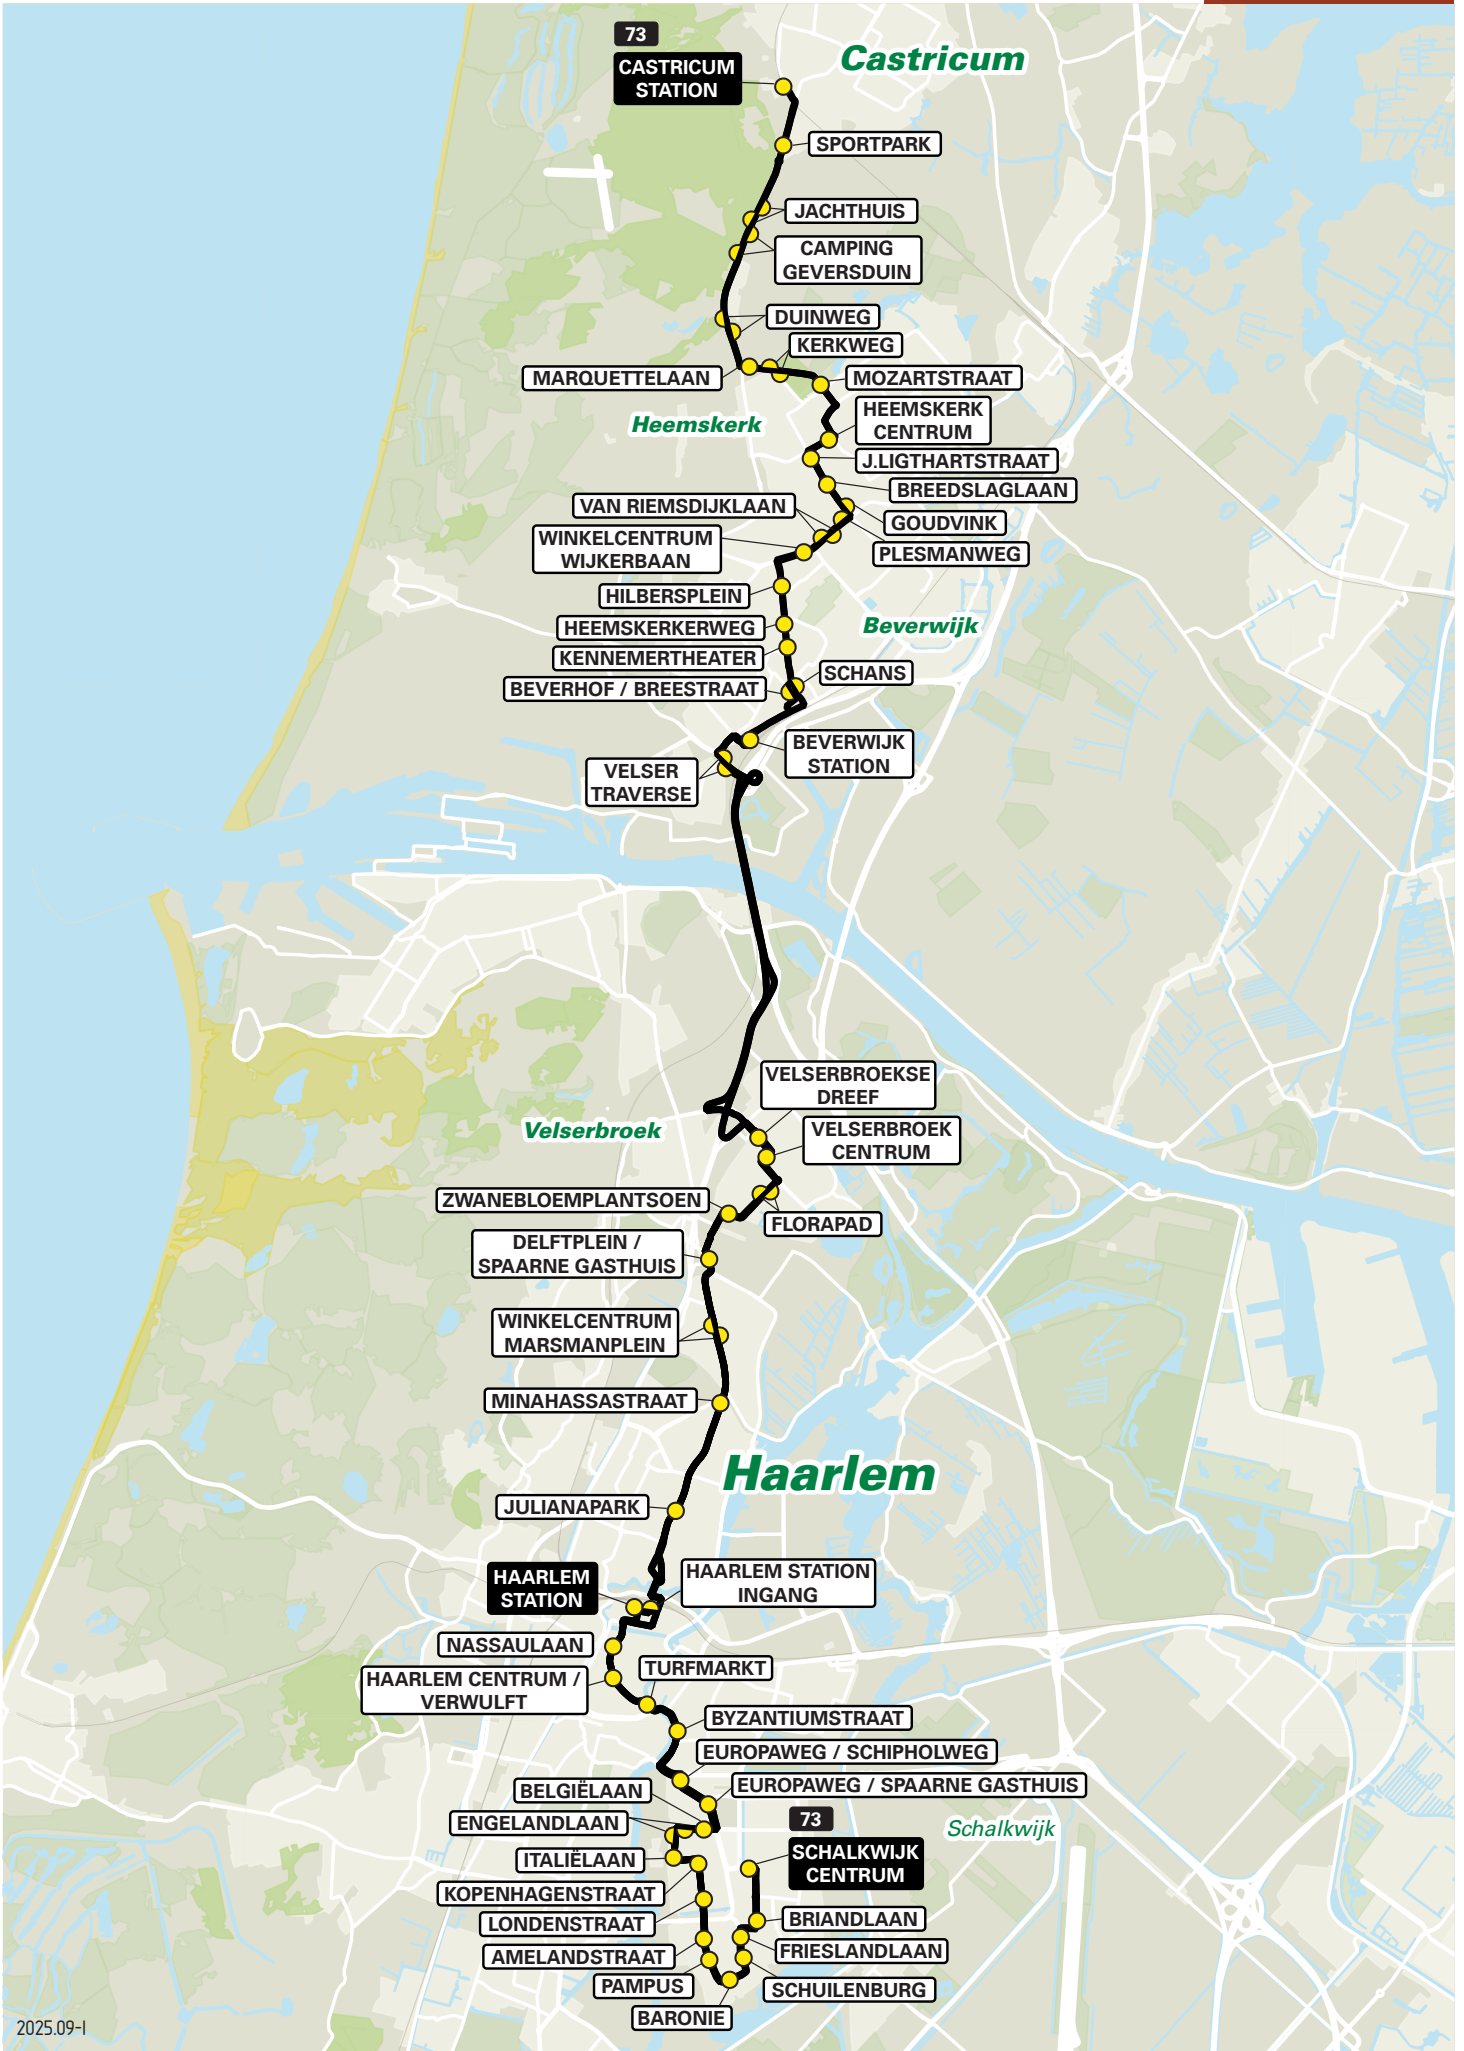 73
CASTRICUM
STATION
Castricum
SPORTPARK
JACHTHUIS
CAMPING
GEVERSDUIN
DUINWEG
KERKWEG
MARQUETTELAAN
MOZARTSTRAAT
HEEMSKERK
CENTRUM
Heemskerk
J.LIGTHARTSTRAAT
BREEDSLAGLAAN
VAN RIEMSDIJKLAAN
GOUDVINK
WINKELCENTRUM
WIJKERBAAN
PLESMANWEG
HILBERSPLEIN
HEEMSKERKERWEG
Beverwijk
KENNEMERTHEATER
SCHANS
BEVERHOF / BREESTRAAT
BEVERWIJK
STATION
VELSER
TRAVERSE
VELSERBROEKSE
DREEF
Velserbroek
VELSERBROEK
CENTRUM
ZWANEBLOEMPLANTSOEN
FLORAPAD
DELFTPLEIN /
SPAARNE GASTHUIS
WINKELCENTRUM
MARSMANPLEIN
MINAHASSASTRAAT
Haarlem
JULIANAPARK
HAARLEM
STATION
HAARLEM STATION
INGANG
NASSAULAAN
TURFMARKT
HAARLEM CENTRUM /
VERWULFT
BYZANTIUMSTRAAT
EUROPAWEG / SCHIPHOLWEG
EUROPAWEG / SPAARNE GASTHUIS
BELGIËLAAN
ENGELANDLAAN
73
Schalkwijk
SCHALKWIJK
CENTRUM
ITALIËLAAN
KOPENHAGENSTRAAT
LONDENSTRAAT
BRIANDLAAN
AMELANDSTRAAT
FRIESLANDLAAN
PAMPUS
SCHUILENBURG
BARONIE
2025.09-I